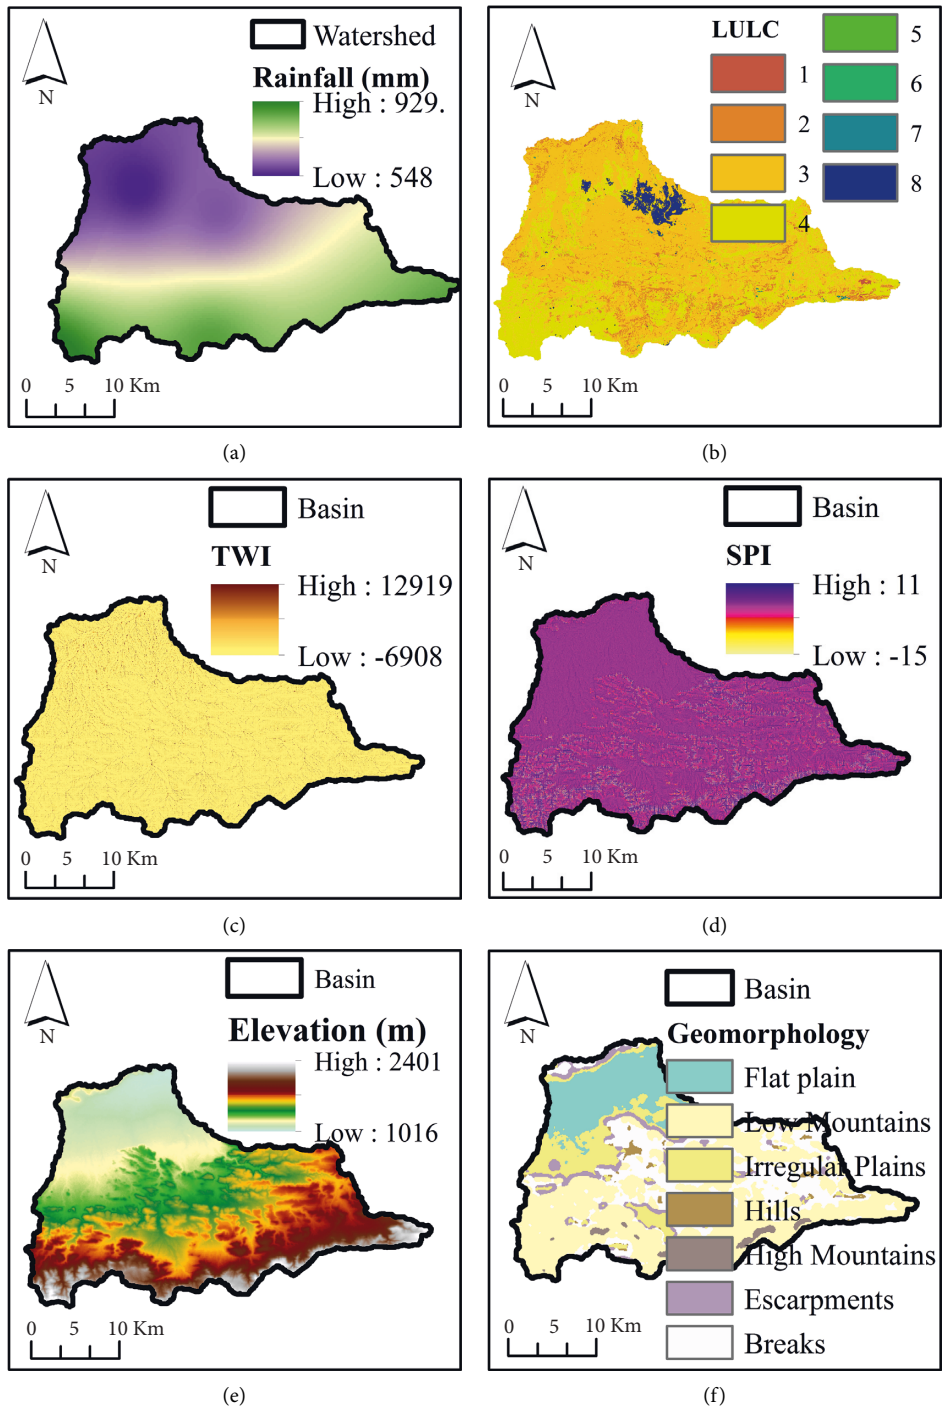 N
Watershed
Rainfall (mm)
High : 929.
Low : 548
0 5 10 Km
(a)
N
LULC
1
2
3
4
5
6
7
8
0 5 10 Km
(b)
N
Basin
TWI
High : 12919
Low : -6908
0 5 10 Km
(c)
N
Basin
SPI
High : 11
Low : -15
0 5 10 Km
(d)
N
Basin
Elevation (m)
High : 2401
Low : 1016
0 5 10 Km
(e)
N
Basin
Geomorphology
Flat plain
Low Mountains
Irregular Plains
Hills
High Mountains
Escarpments
Breaks
0 5 10 Km
(f)